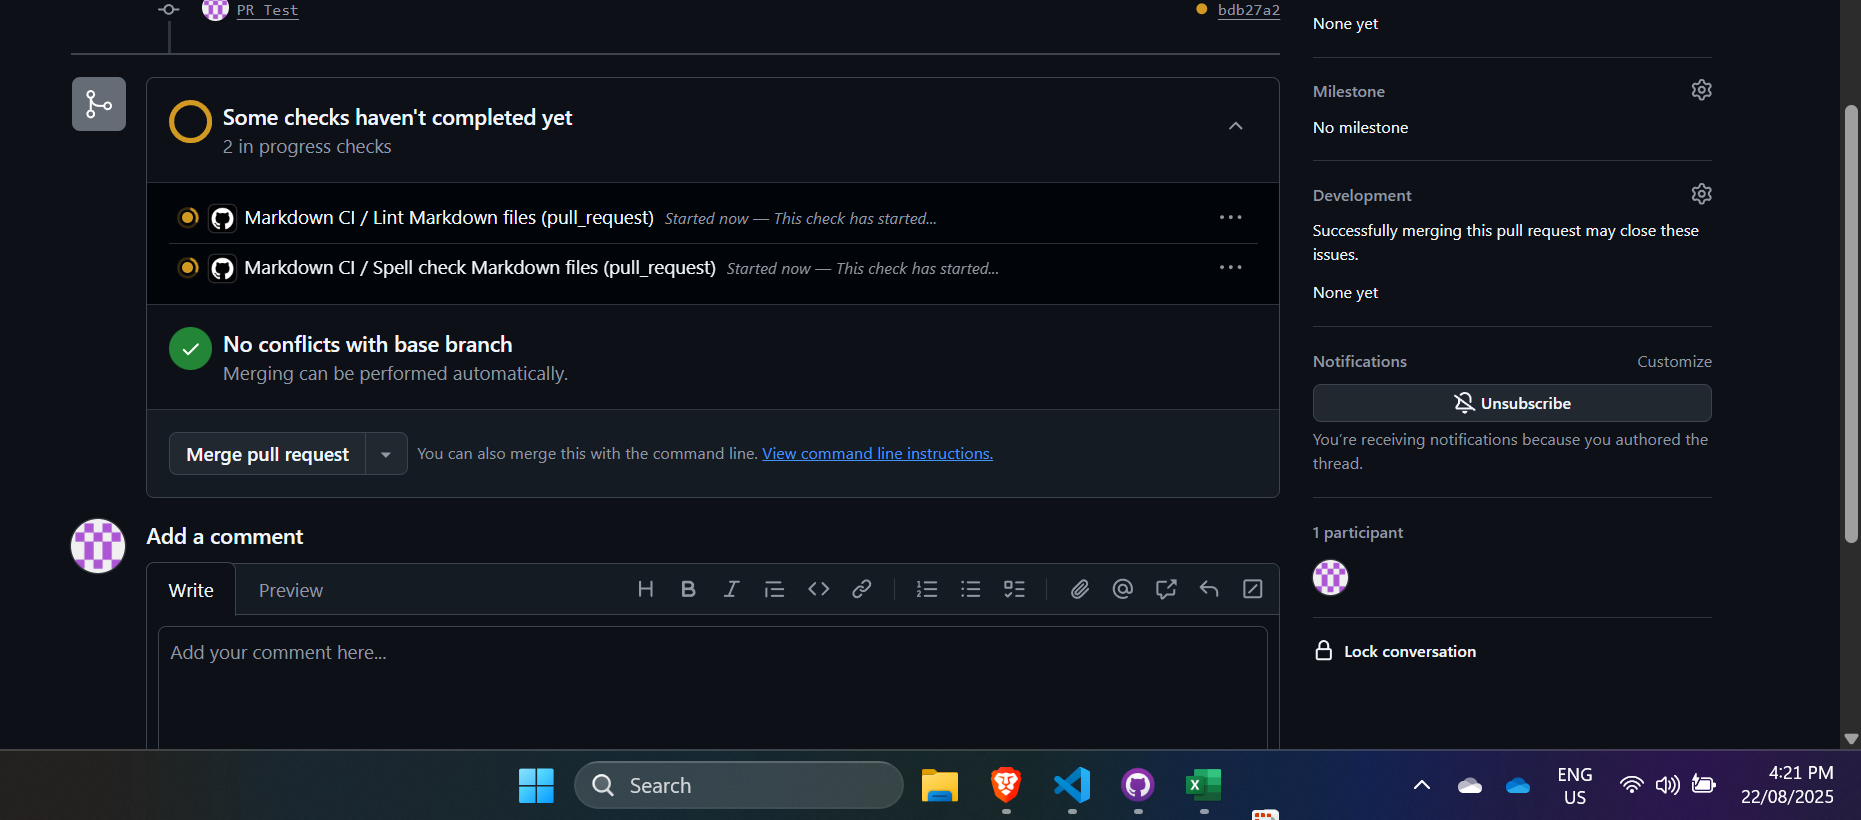 PR Test bdb27a2
Some checks haven't completed yet
2 in progress checks
Markdown CI / Lint Markdown files (pull_request) Started now — This check has started...
Markdown CI / Spell check Markdown files (pull_request) Started now — This check has started...
No conflicts with base branch
Merging can be performed automatically.
Merge pull request You can also merge this with the command line. View command line instructions.
Add a comment
Write Preview
Add your comment here...
None yet
Milestone
No milestone
Development
Successfully merging this pull request may close these
issues.
None yet
Notifications Customize
Unsubscribe
You're receiving notifications because you authored the
thread.
1 participant
Lock conversation
Search
ENG
US
4:21 PM
22/08/2025